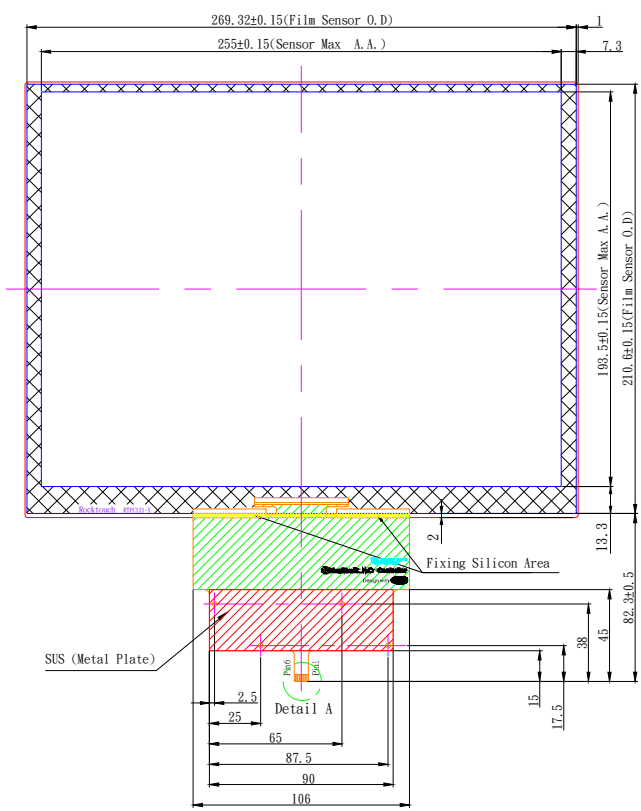 269.32±0.15(Film Sensor O.D)
1
255±0.15(Sensor Max A.A.)
7.3
193.5±0.15(Sensor Max A.A.)
210.6±0.15(Film Sensor O.D)
Rocktouch
2
13.3
Fixing Silicon Area
Design with
82.3±0.5
SUS (Metal Plate)
38
45
Pin6
Pin1
15
17.5
2.5
Detail A
25
65
87.5
90
106